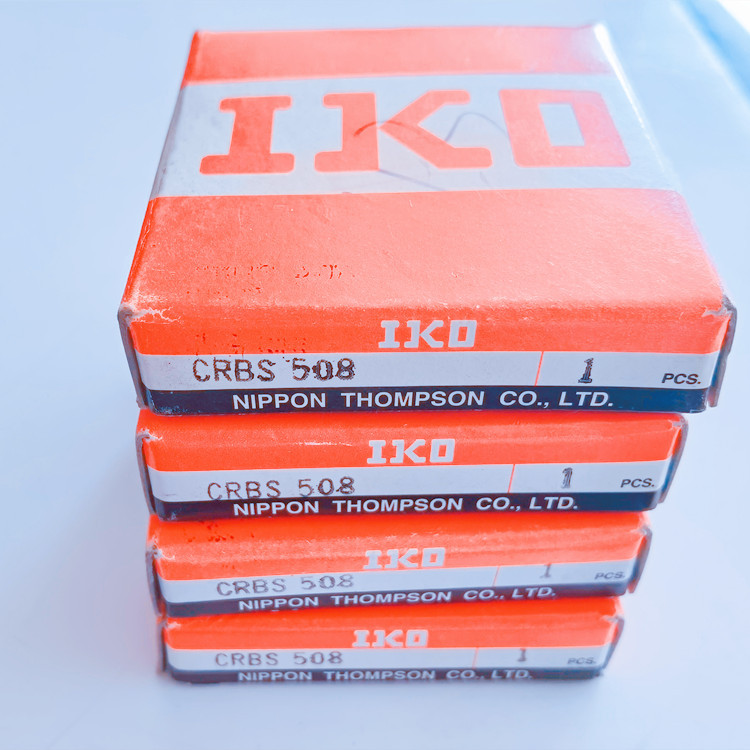 IKO
IKO
CRBS 508 1 PCS.
NIPPON THOMPSON CO., LTD.
IKO
CRBS 508 1 PCS.
NIPPON THOMPSON CO., LTD.
IKO
CRBS 508 1 PCS.
NIPPON THOMPSON CO., LTD.
IKO
CRBS 508 1 PCS.
NIPPON THOMPSON CO., LTD.